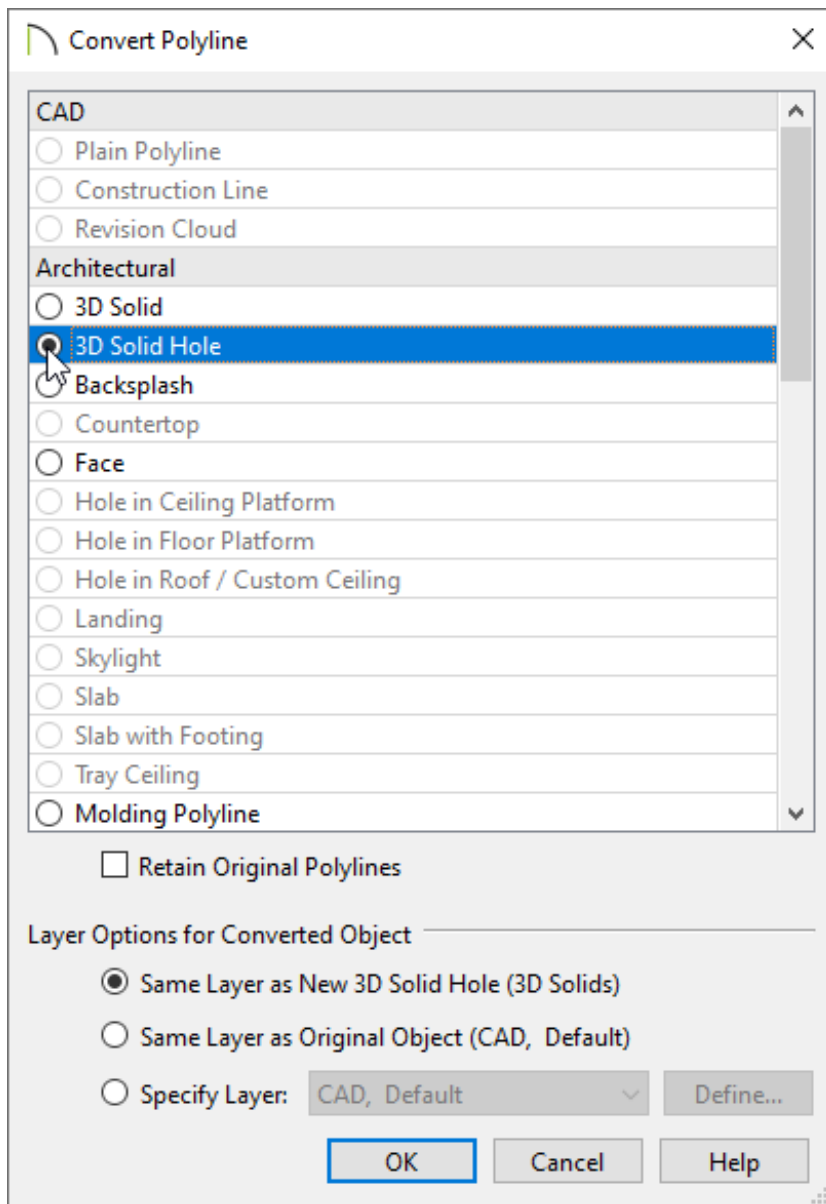 Convert Polyline
CAD
Plain Polyline
Construction Line
Revision Cloud
Architectural
3D Solid
3D Solid Hole
Backsplash
Countertop
Face
Hole in Ceiling Platform
Hole in Floor Platform
Hole in Roof / Custom Ceiling
Landing
Skylight
Slab
Slab with Footing
Tray Ceiling
Molding Polyline
Retain Original Polylines
Layer Options for Converted Object
Same Layer as New 3D Solid Hole (3D Solids)
Same Layer as Original Object (CAD,  Default)
Specify Layer: CAD,  Default Define...
OK Cancel Help